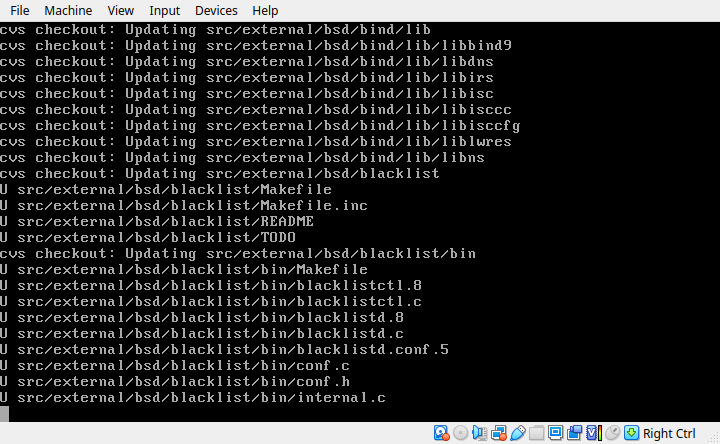 File Machine View Input Devices Help
cvs checkout: Updating src/external/bsd/bind/lib
cvs checkout: Updating src/external/bsd/bind/lib/libbind9
cvs checkout: Updating src/external/bsd/bind/lib/libdns
cvs checkout: Updating src/external/bsd/bind/lib/libirs
cvs checkout: Updating src/external/bsd/bind/lib/libisc
cvs checkout: Updating src/external/bsd/bind/lib/libisccc
cvs checkout: Updating src/external/bsd/bind/lib/libisccfg
cvs checkout: Updating src/external/bsd/bind/lib/liblwres
cvs checkout: Updating src/external/bsd/bind/lib/libns
cvs checkout: Updating src/external/bsd/blacklist
U src/external/bsd/blacklist/Makefile
U src/external/bsd/blacklist/Makefile.inc
U src/external/bsd/blacklist/README
U src/external/bsd/blacklist/TODO
cvs checkout: Updating src/external/bsd/blacklist/bin
U src/external/bsd/blacklist/bin/Makefile
U src/external/bsd/blacklist/bin/blacklistctl.8
U src/external/bsd/blacklist/bin/blacklistctl.c
U src/external/bsd/blacklist/bin/blacklistd.8
U src/external/bsd/blacklist/bin/blacklistd.c
U src/external/bsd/blacklist/bin/blacklistd.conf.5
U src/external/bsd/blacklist/bin/conf.c
U src/external/bsd/blacklist/bin/conf.h
U src/external/bsd/blacklist/bin/internal.c
Right Ctrl